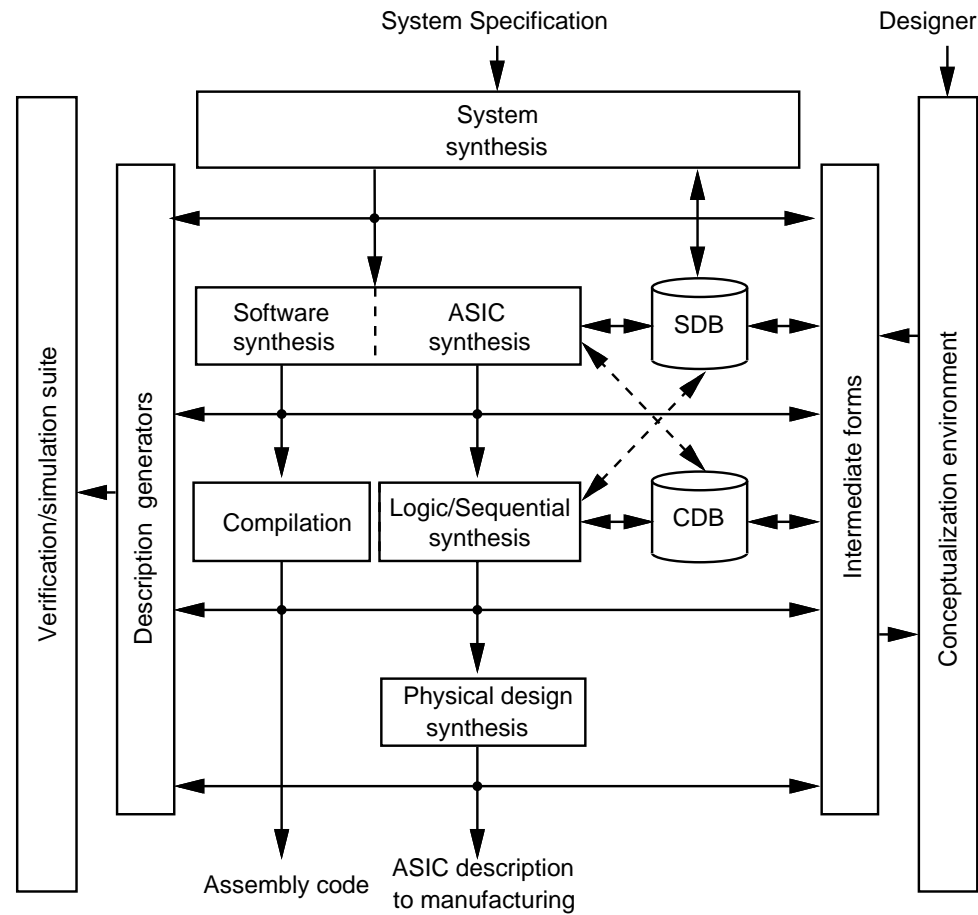 System Specification
Designer
System
synthesis
Software
synthesis
ASIC
synthesis
SDB
Compilation
Logic/Sequential
synthesis
CDB
Physical design
synthesis
Assembly code
ASIC description
to manufacturing
Verification/simulation suite
Description generators
Intermediate forms
Conceptualization environment